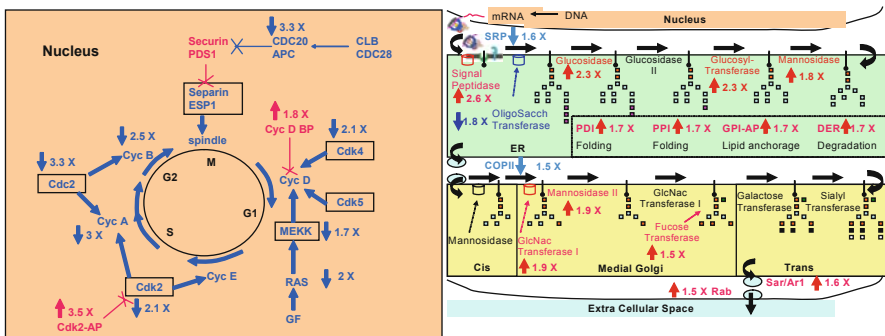 Nucleus
Securin
PDS1
3.3 X
CDC20
APC
CLB
CDC28
Separin
ESP1
1.8 X
Cyc D BP
2.5 X
Cyc B
spindle
M
2.1 X
Cdk4
3.3 X
Cdc2
G2
Cyc D
G1
Cdk5
Cyc A
3 X
S
MEKK
1.7 X
Cdk2
Cyc E
RAS
2 X
3.5 X
Cdk2-AP
2.1 X
GF
mRNA
DNA
Nucleus
SRP
1.6 X
Signal
Peptidase
2.6 X
Glucosidase
2.3 X
Glucosidase
II
Glucosyl-
Transferase
2.3 X
Mannosidase
1.8 X
1.8 X
OligoSacch
Transferase
PDI
1.7 X
Folding
PPI
1.7 X
Folding
GPI-AP
1.7 X
Lipid anchorage
DER
1.7 X
Degradation
ER
COPII
1.5 X
Mannosidase
GlcNac
Transferase I
1.9 X
Mannosidase II
1.9 X
GlcNac
Transferase I
Fucose
Transferase
1.5 X
Galactose
Transferase
Sialyl
Transferase
Cis
Medial Golgi
Trans
Sar/Ar1
1.6 X
1.5 X Rab
Extra Cellular Space